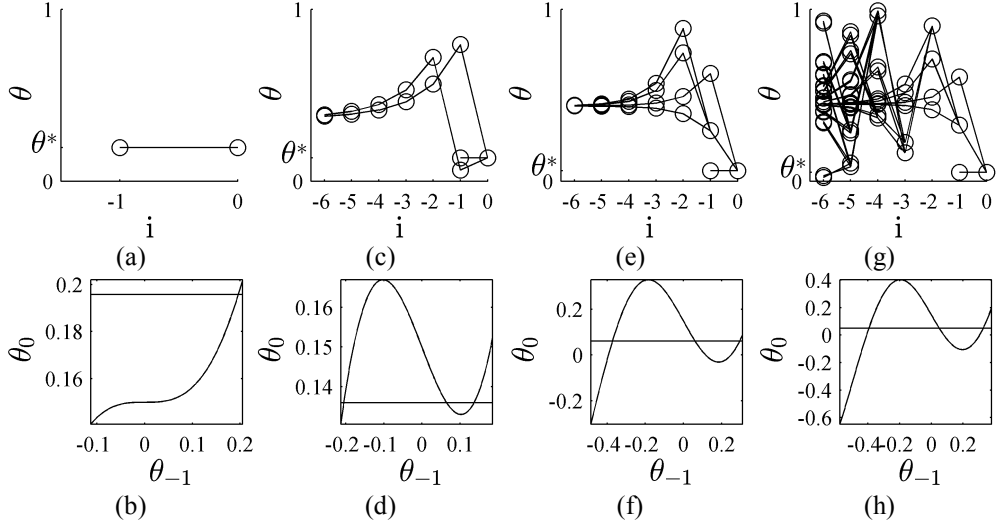 1 1 1 1
θ θ θ θ
θ* θ* θ* θ*
0 0 0 0
-1 0 -6 -5 -4 -3 -2 -1 0 -6 -5 -4 -3 -2 -1 0 -6 -5 -4 -3 -2 -1 0
i i i i
(a) (c) (e) (g)
0.2 0.18 0.16
θ₀
-0.1 0 0.1 0.2
θ₋₁
(b)
0.16 0.15 0.14
θ₀
-0.2 -0.1 0 0.1
θ₋₁
(d)
0.2 0 -0.2
θ₀
-0.4 -0.2 0 0.2
θ₋₁
(f)
0.4 0.2 0 -0.2 -0.4 -0.6
θ₀
-0.4 -0.2 0 0.2
θ₋₁
(h)